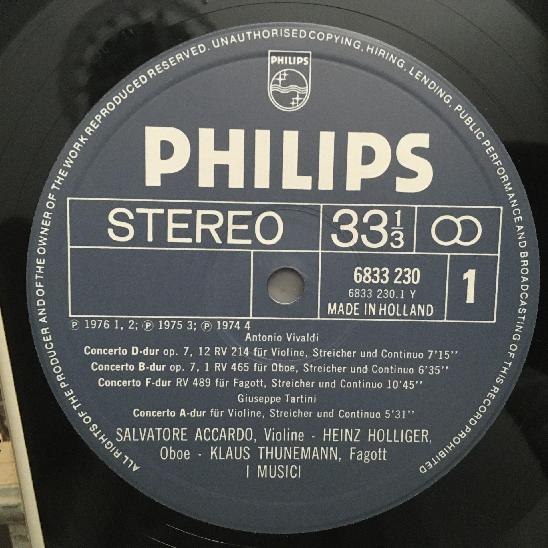 ALL RIGHTS OF THE PRODUCER AND OF THE OWNER OF THE WORK REPRODUCED RESERVED. UNAUTHORISED COPYING, HIRING, LENDING, PUBLIC PERFORMANCE AND BROADCASTING OF THIS RECORD PROHIBITED
PHILIPS
PHILIPS
STEREO 33 1/3
6833 230
6833 230.1 Y
MADE IN HOLLAND
1
Ⓟ 1976 1, 2; Ⓟ 1975 3; Ⓟ 1974 4
Antonio Vivaldi
Concerto D-dur op. 7, 12 RV 214 für Violine, Streicher und Continuo 7'15''
Concerto B-dur op. 7, 1 RV 465 für Oboe, Streicher und Continuo 6'35''
Concerto F-dur RV 489 für Fagott, Streicher und Continuo 10'45''
Giuseppe Tartini
Concerto A-dur für Violine, Streicher und Continuo 5'31''
SALVATORE ACCARDO, Violine - HEINZ HOLLIGER,
Oboe - KLAUS THUNEMANN, Fagott
I MUSICI